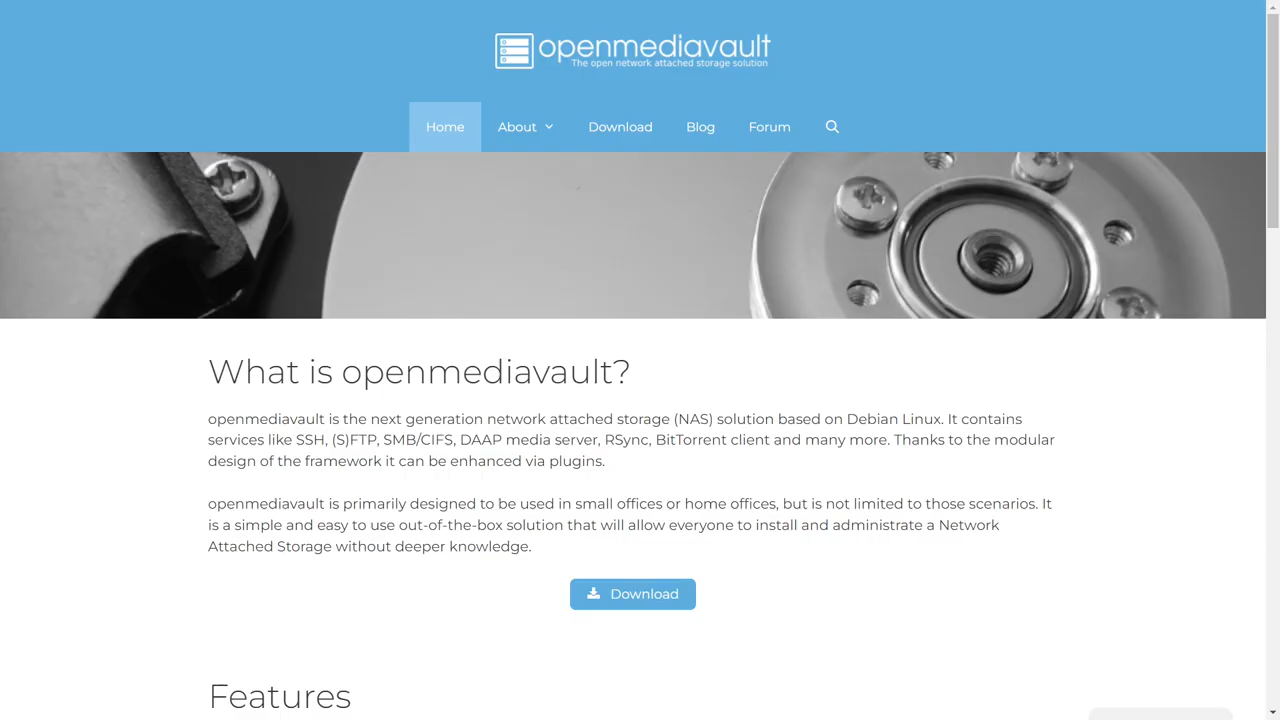 openmediavault
The open network attached storage solution
Home About Download Blog Forum
What is openmediavault?
openmediavault is the next generation network attached storage (NAS) solution based on Debian Linux. It contains
services like SSH, (S)FTP, SMB/CIFS, DAAP media server, RSync, BitTorrent client and many more. Thanks to the modular
design of the framework it can be enhanced via plugins.
openmediavault is primarily designed to be used in small offices or home offices, but is not limited to those scenarios. It
is a simple and easy to use out-of-the-box solution that will allow everyone to install and administrate a Network
Attached Storage without deeper knowledge.
Download
Features